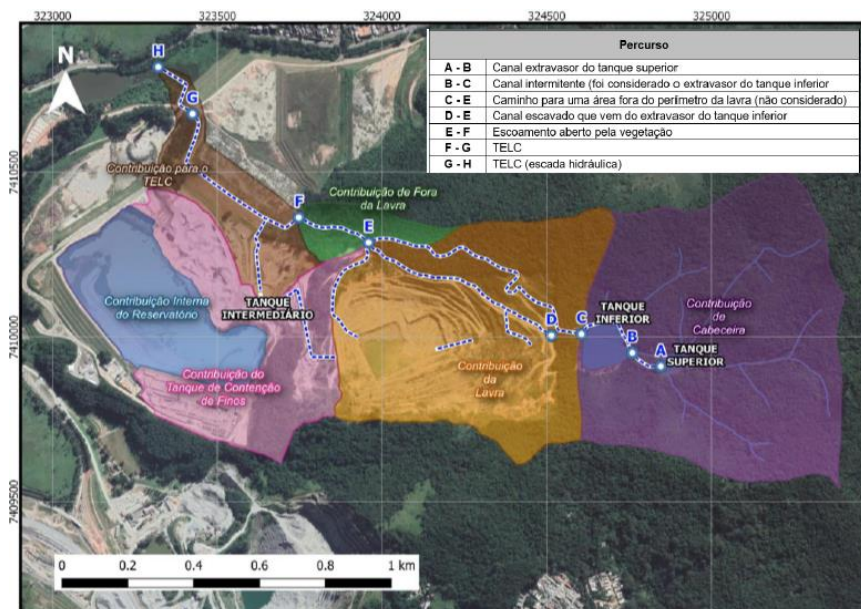 323000 323500 324000 324500 325000
Percurso
A - B Canal extravasor do tanque superior
B - C Canal intermitente (foi considerado o extravasor do tanque inferior
C - E Caminho para uma área fora do perímetro da lavra (não considerado)
D - E Canal escavado que vem do extravasor do tanque inferior
E - F Escoamento aberto pela vegetação
F - G TELC
G - H TELC (escada hidráulica)
N
H
G
7410500
Contribuição para o
TELC
Contribuição de Fora
da Lavra
F
E
Contribuição Interna
do Reservatório
TANQUE
INTERMEDIÁRIO
TANQUE
INFERIOR
Contribuição
de
Cabeceira
7410000
D
C
B
A
TANQUE
SUPERIOR
Contribuição do
Tanque de Contenção
de Finos
Contribuição
da
Lavra
7409500
0 0.2 0.4 0.6 0.8 1 km